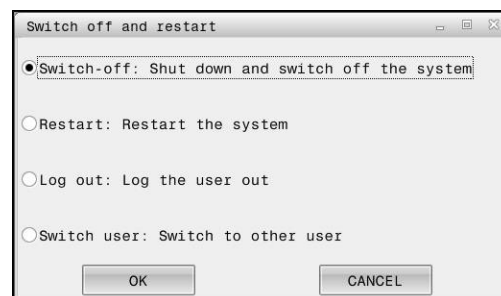 Switch off and restart
Switch-off: Shut down and switch off the system
Restart: Restart the system
Log out: Log the user out
Switch user: Switch to other user
OK CANCEL